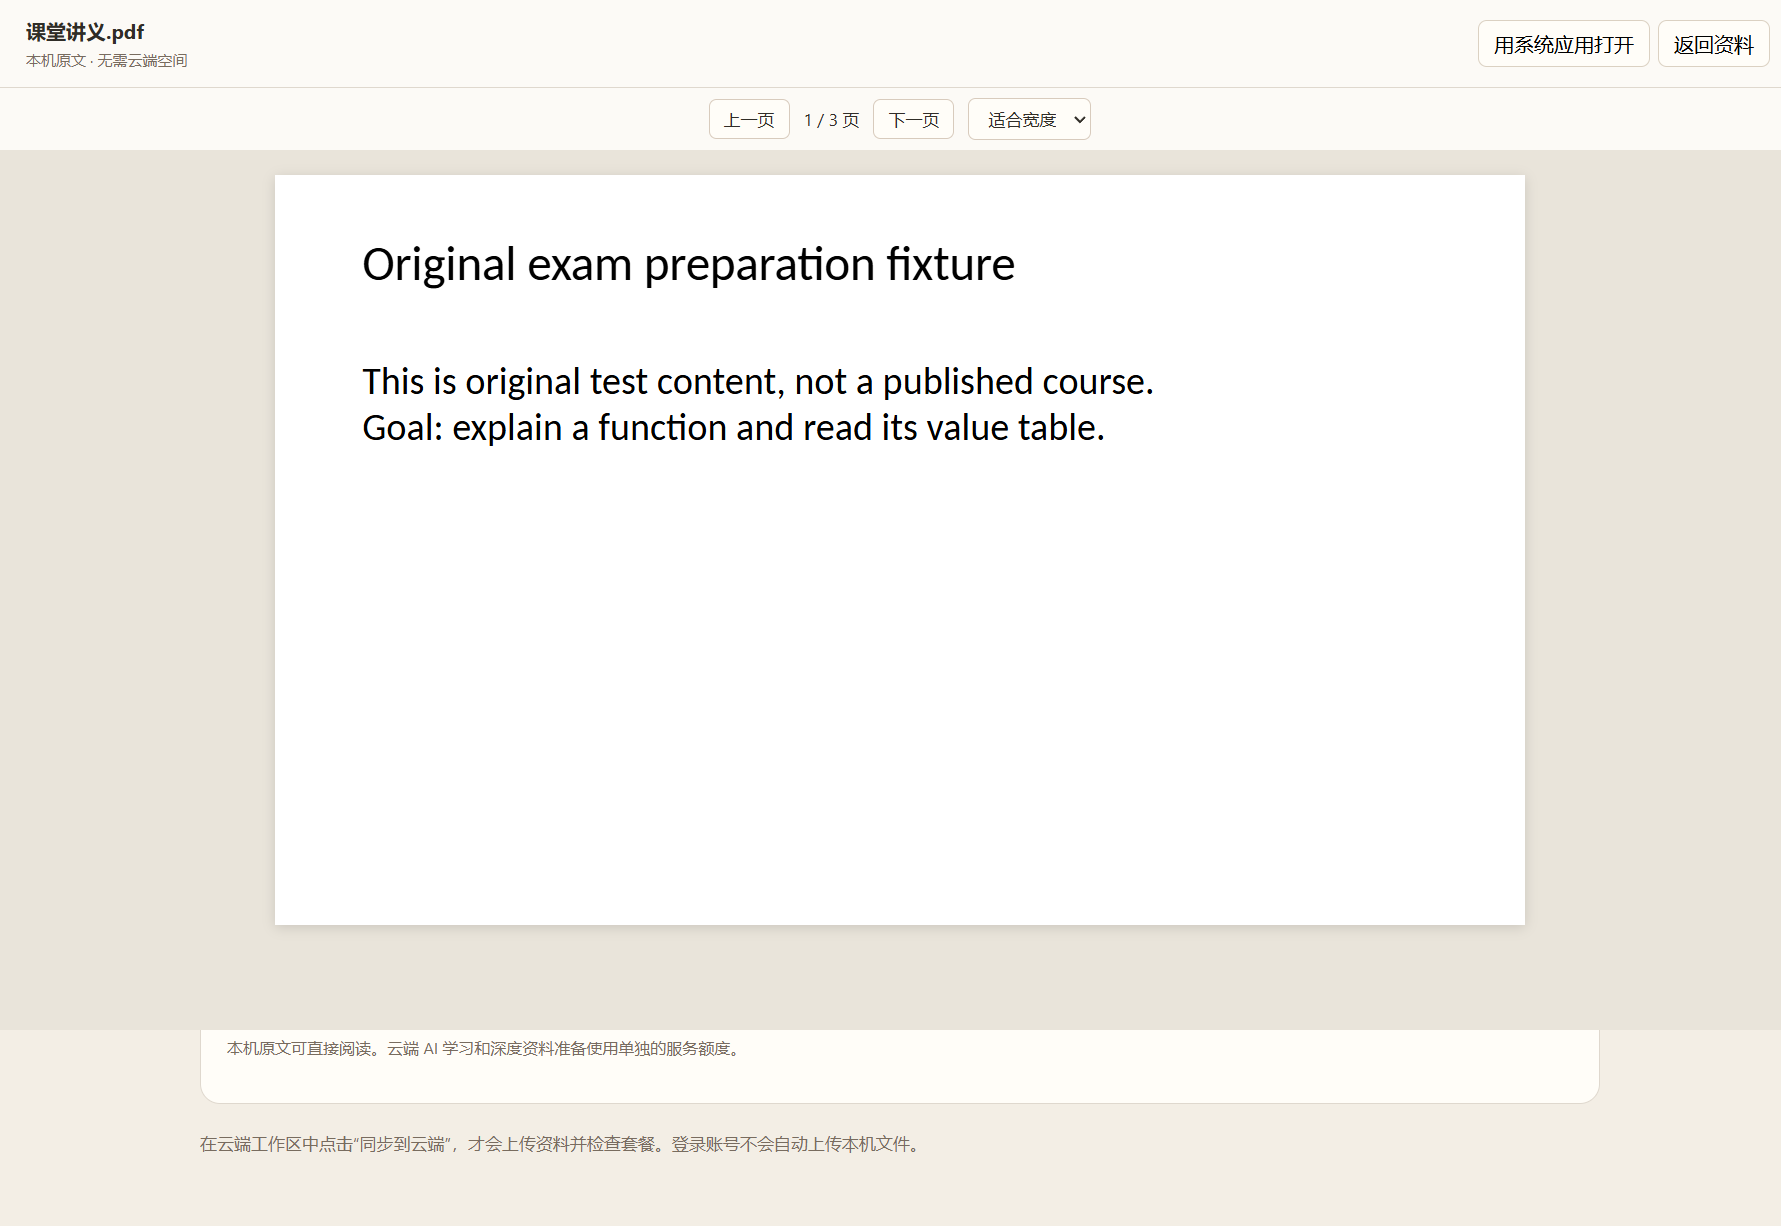 课堂讲义.pdf
本机原文 · 无需云端空间
用系统应用打开
返回资料
上一页
1 / 3 页
下一页
适合宽度
Original exam preparation fixture
This is original test content, not a published course.
Goal: explain a function and read its value table.
本机原文可直接阅读。云端 AI 学习和深度资料准备使用单独的服务额度。
在云端工作区中点击“同步到云端”，才会上传资料并检查套餐。登录账号不会自动上传本机文件。